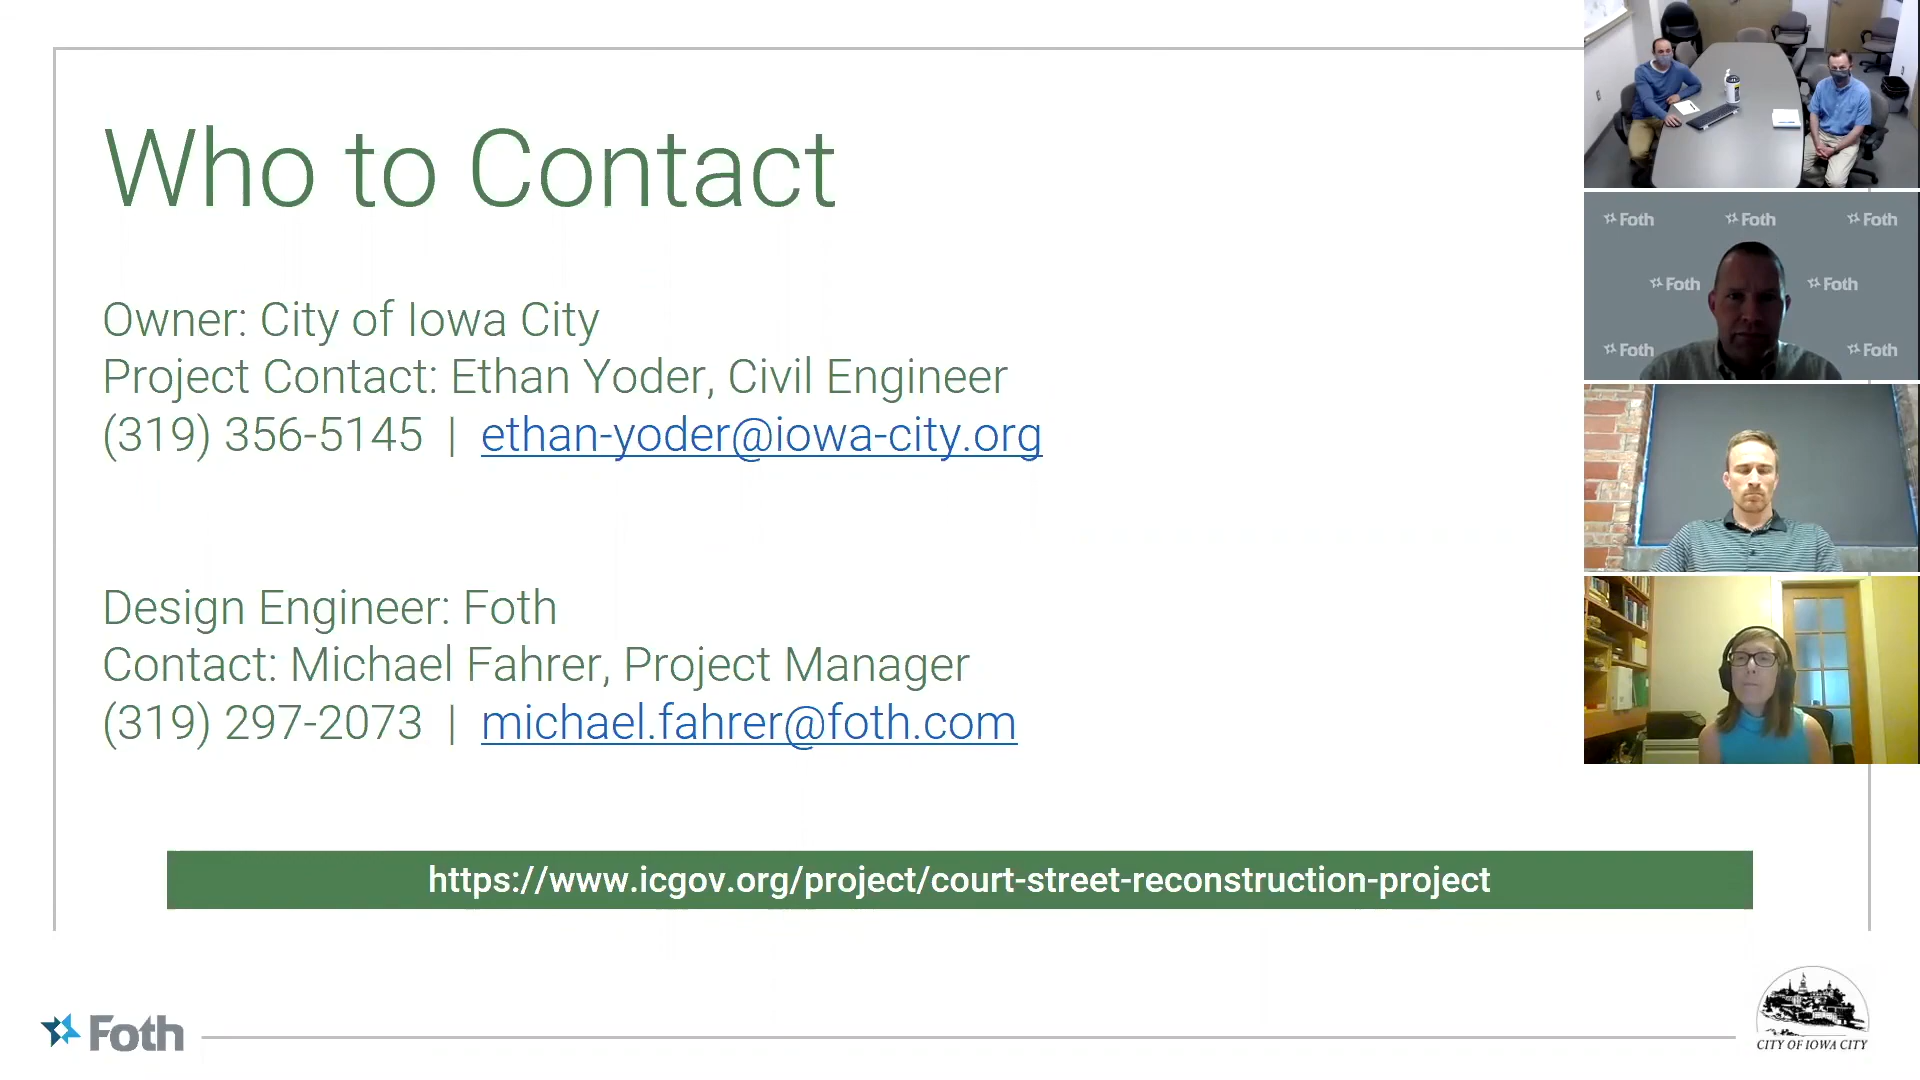 Who to Contact
Owner: City of Iowa City
Project Contact: Ethan Yoder, Civil Engineer
(319) 356-5145 | ethan-yoder@iowa-city.org
Design Engineer: Foth
Contact: Michael Fahrer, Project Manager
(319) 297-2073 | michael.fahrer@foth.com
https://www.icgov.org/project/court-street-reconstruction-project
Foth
CITY OF IOWA CITY
Foth Foth Foth
Foth Foth
Foth Foth